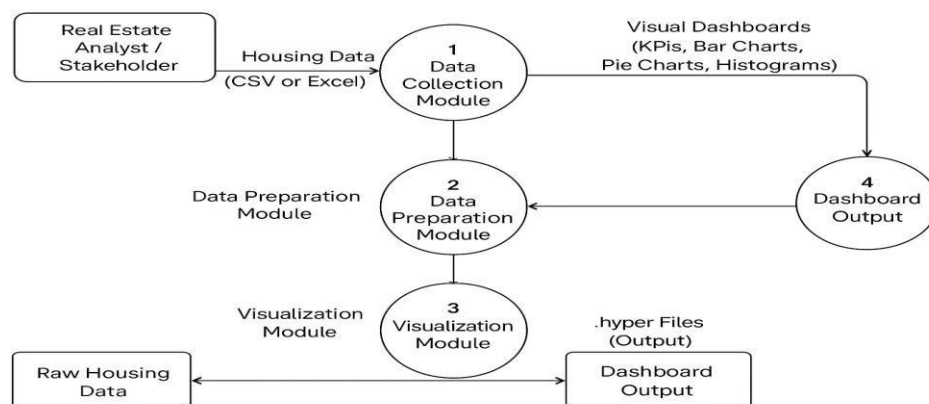 Real Estate
Analyst /
Stakeholder
Housing Data
(CSV or Excel)
1
Data
Collection
Module
Visual Dashboards
(KPis, Bar Charts,
Pie Charts, Histograms)
Data Preparation
Module
2
Data
Preparation
Module
4
Dashboard
Output
Visualization
Module
3
Visualization
Module
.hyper Files
(Output)
Raw Housing
Data
Dashboard
Output